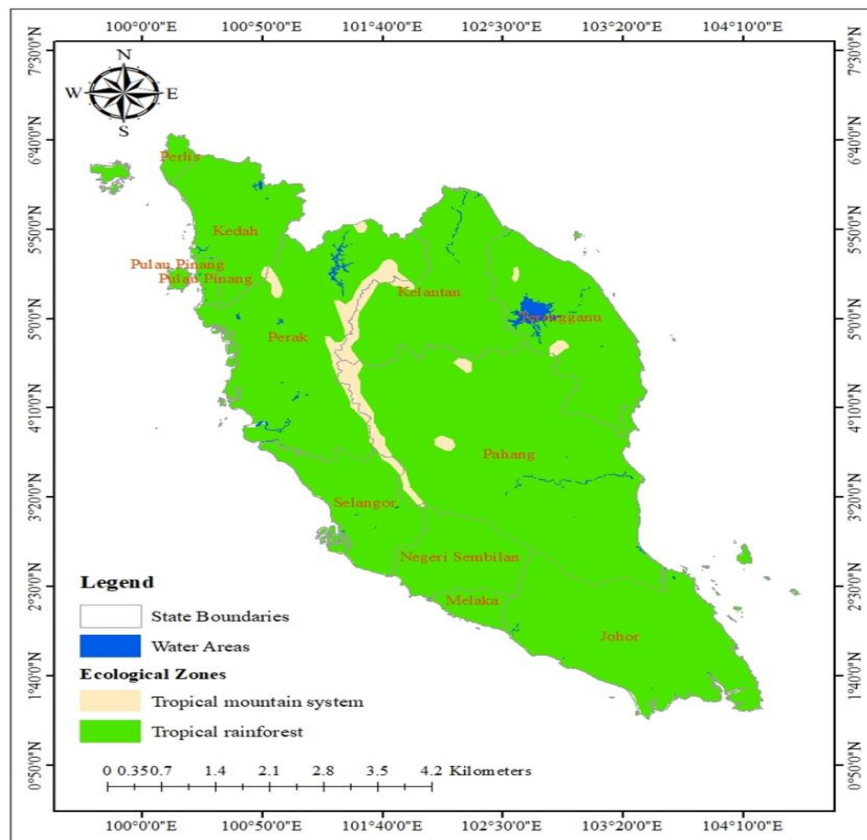 100°0'0"E 100°50'0"E 101°40'0"E 102°30'0"E 103°20'0"E 104°10'0"E
7°30'0"N 7°30'0"N
N
W E
S
6°40'0"N 6°40'0"N
Perlis
5°50'0"N 5°50'0"N
Kedah
Pulau Pinang
Pulau Pinang
Kelantan
5°0'0"N 5°0'0"N
Perak
4°10'0"N 4°10'0"N
Pahang
3°20'0"N 3°20'0"N
Selangor
Negeri Sembilan
2°30'0"N 2°30'0"N
Melaka
Johor
1°40'0"N 1°40'0"N
0°50'0"N 0°50'0"N
Legend
State Boundaries
Water Areas
Ecological Zones
Tropical mountain system
Tropical rainforest
0 0.35 0.7 1.4 2.1 2.8 3.5 4.2 Kilometers
100°0'0"E 100°50'0"E 101°40'0"E 102°30'0"E 103°20'0"E 104°10'0"E